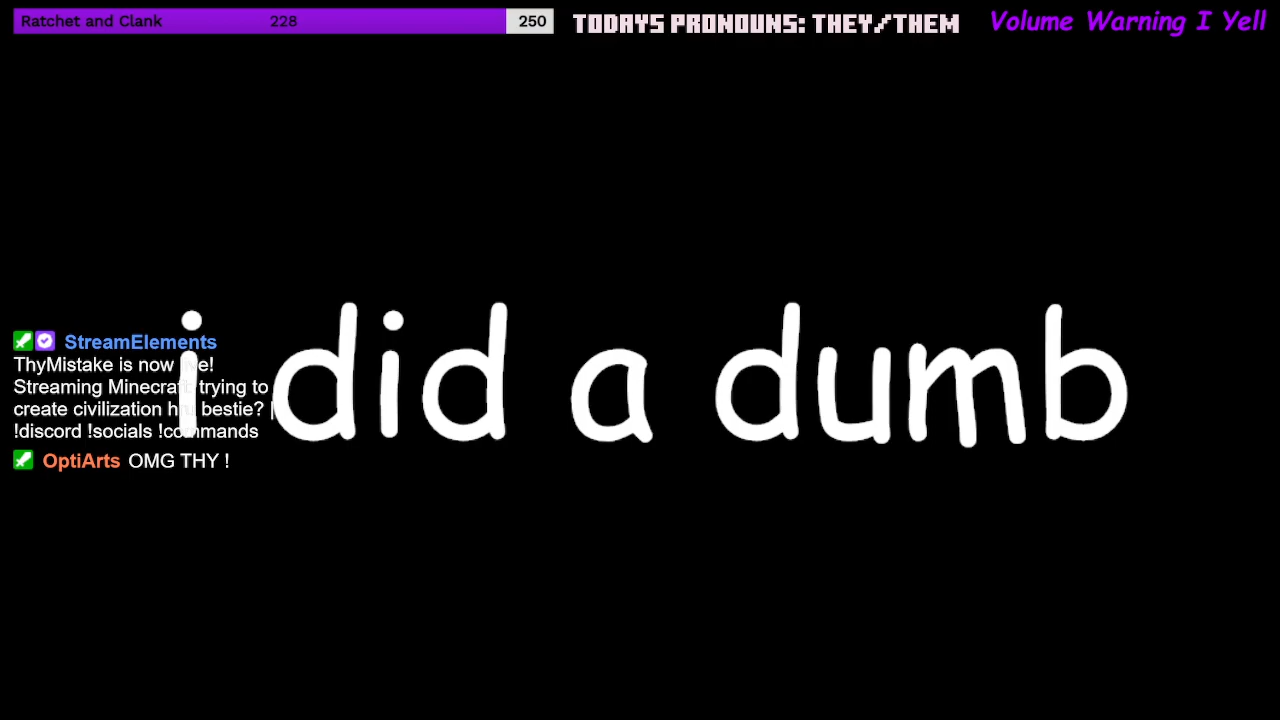 Ratchet and Clank 228 250
TODAYS PRONOUNS: THEY/THEM
Volume Warning I Yell
i did a dumb
StreamElements
ThyMistake is now live!
Streaming Minecraft trying to
create civilization hru bestie? |
!discord !socials !commands
OptiArts OMG THY !